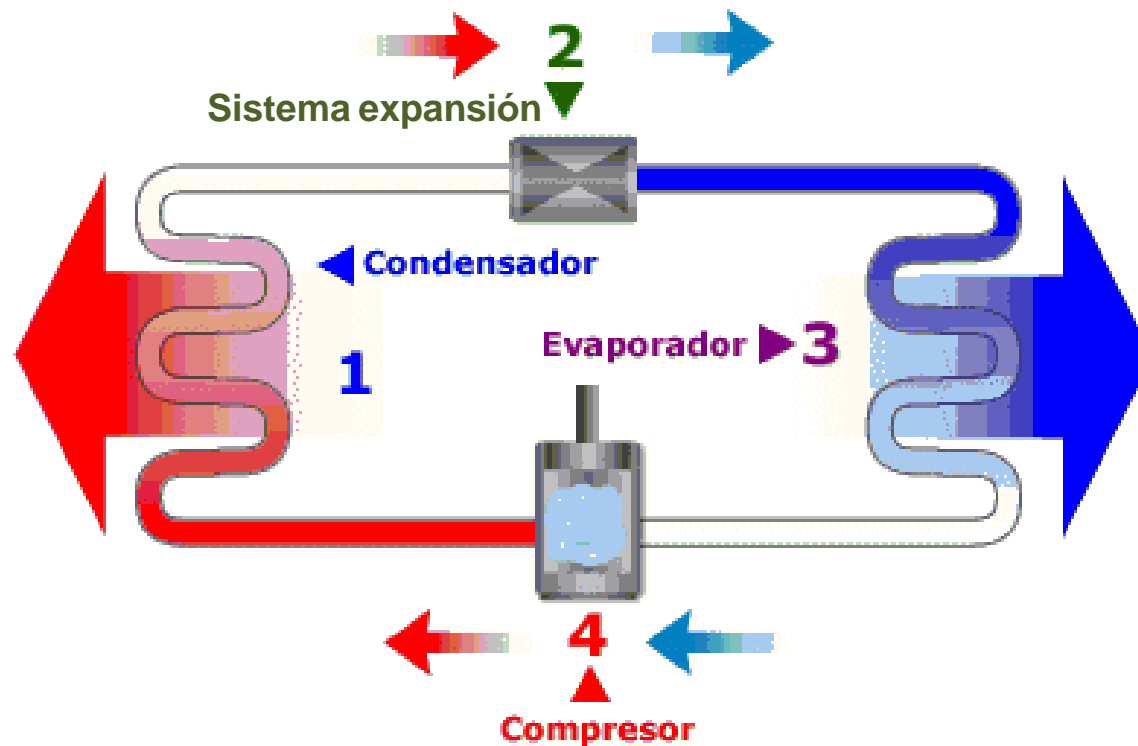 2
Sistema expansión
Condensador
1
Evaporador
3
4
Compresor